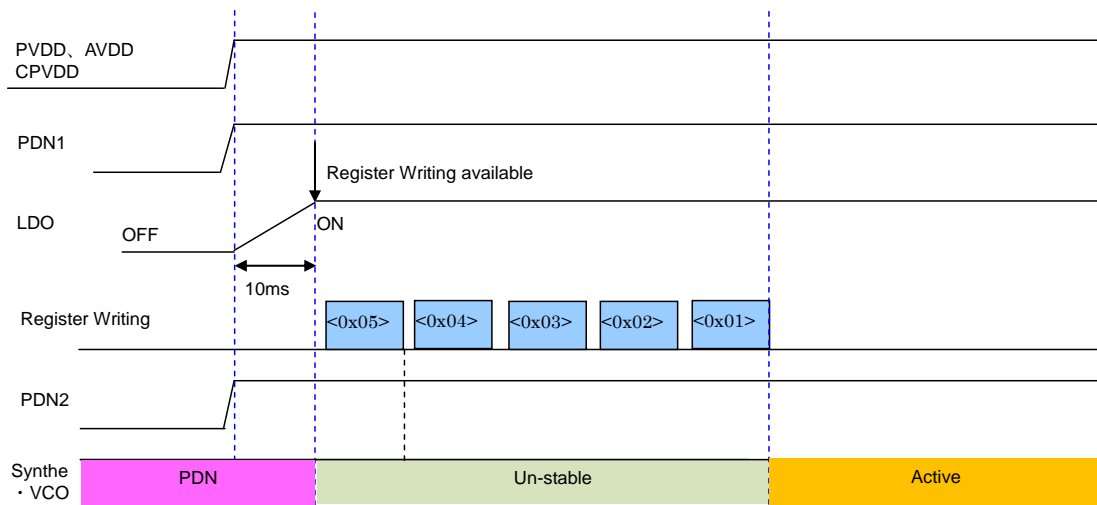 PVDD、AVDD
CPVDD
PDN1
Register Writing available
LDO
OFF
ON
10ms
Register Writing
<0x05>
<0x04>
<0x03>
<0x02>
<0x01>
PDN2
Synthe
・VCO
PDN
Un-stable
Active